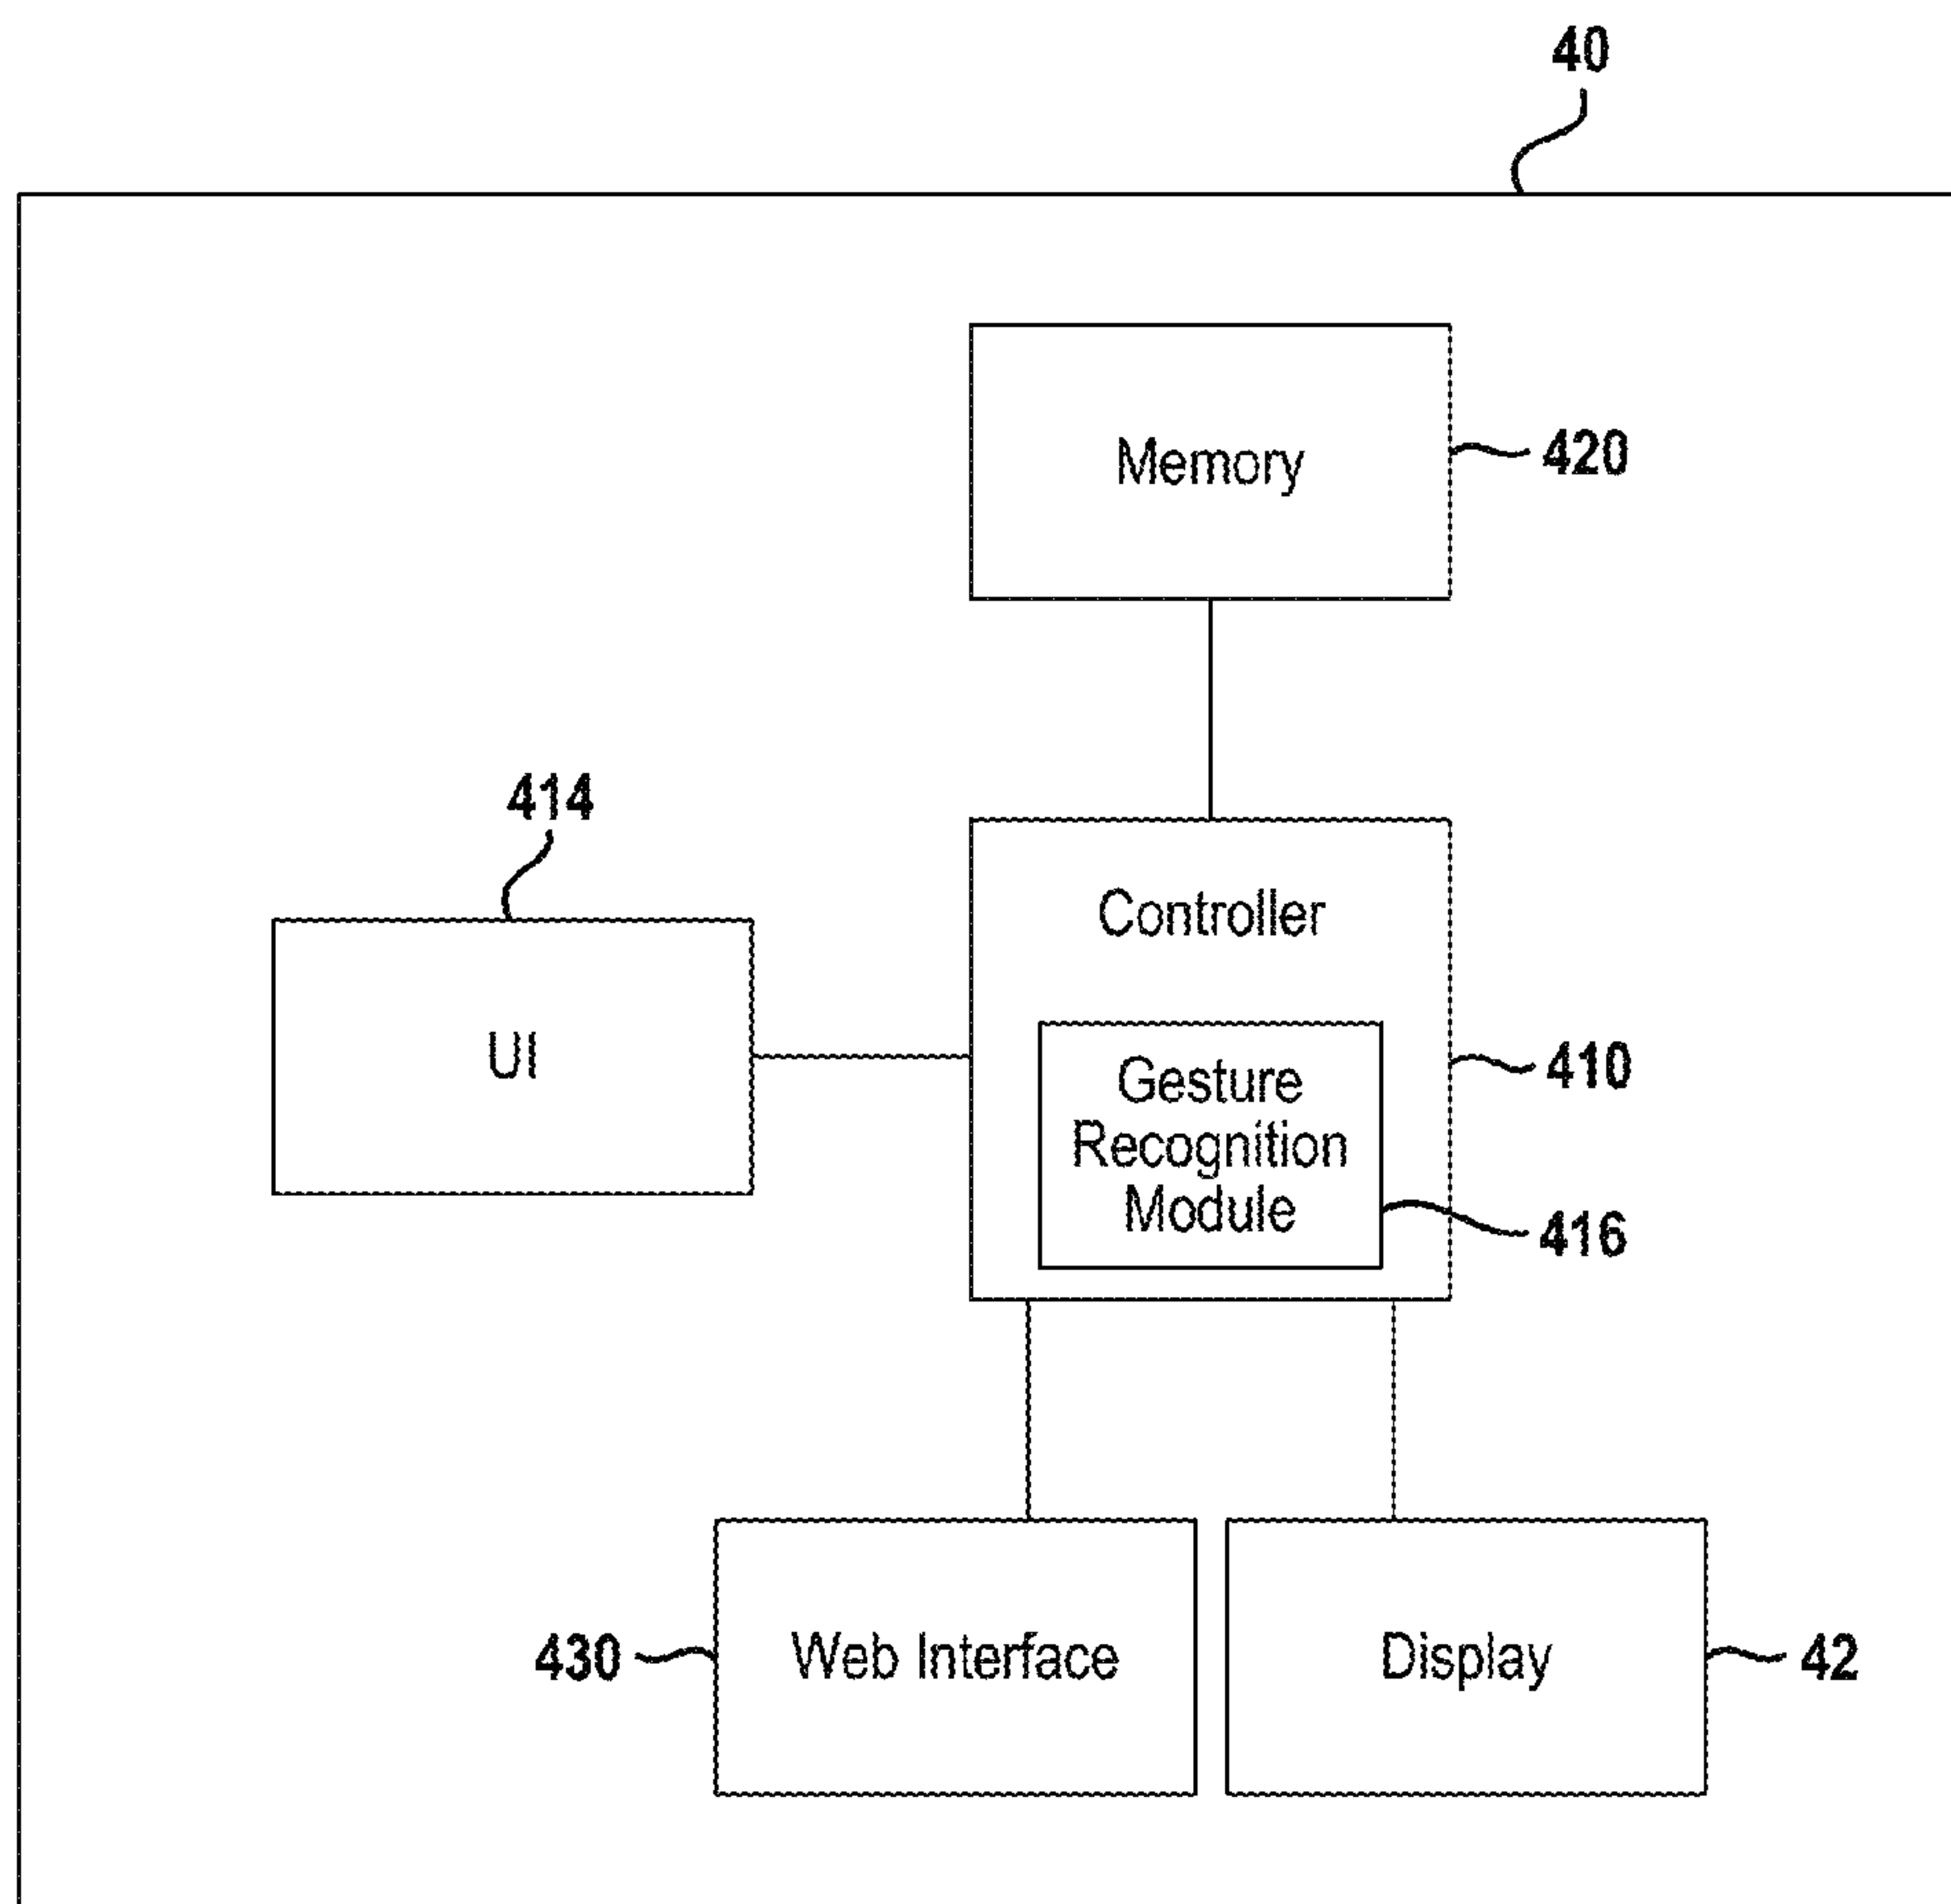 40
Memory
420
414
Controller
UI
Gesture
Recognition
Module
410
416
430
Web Interface
Display
42